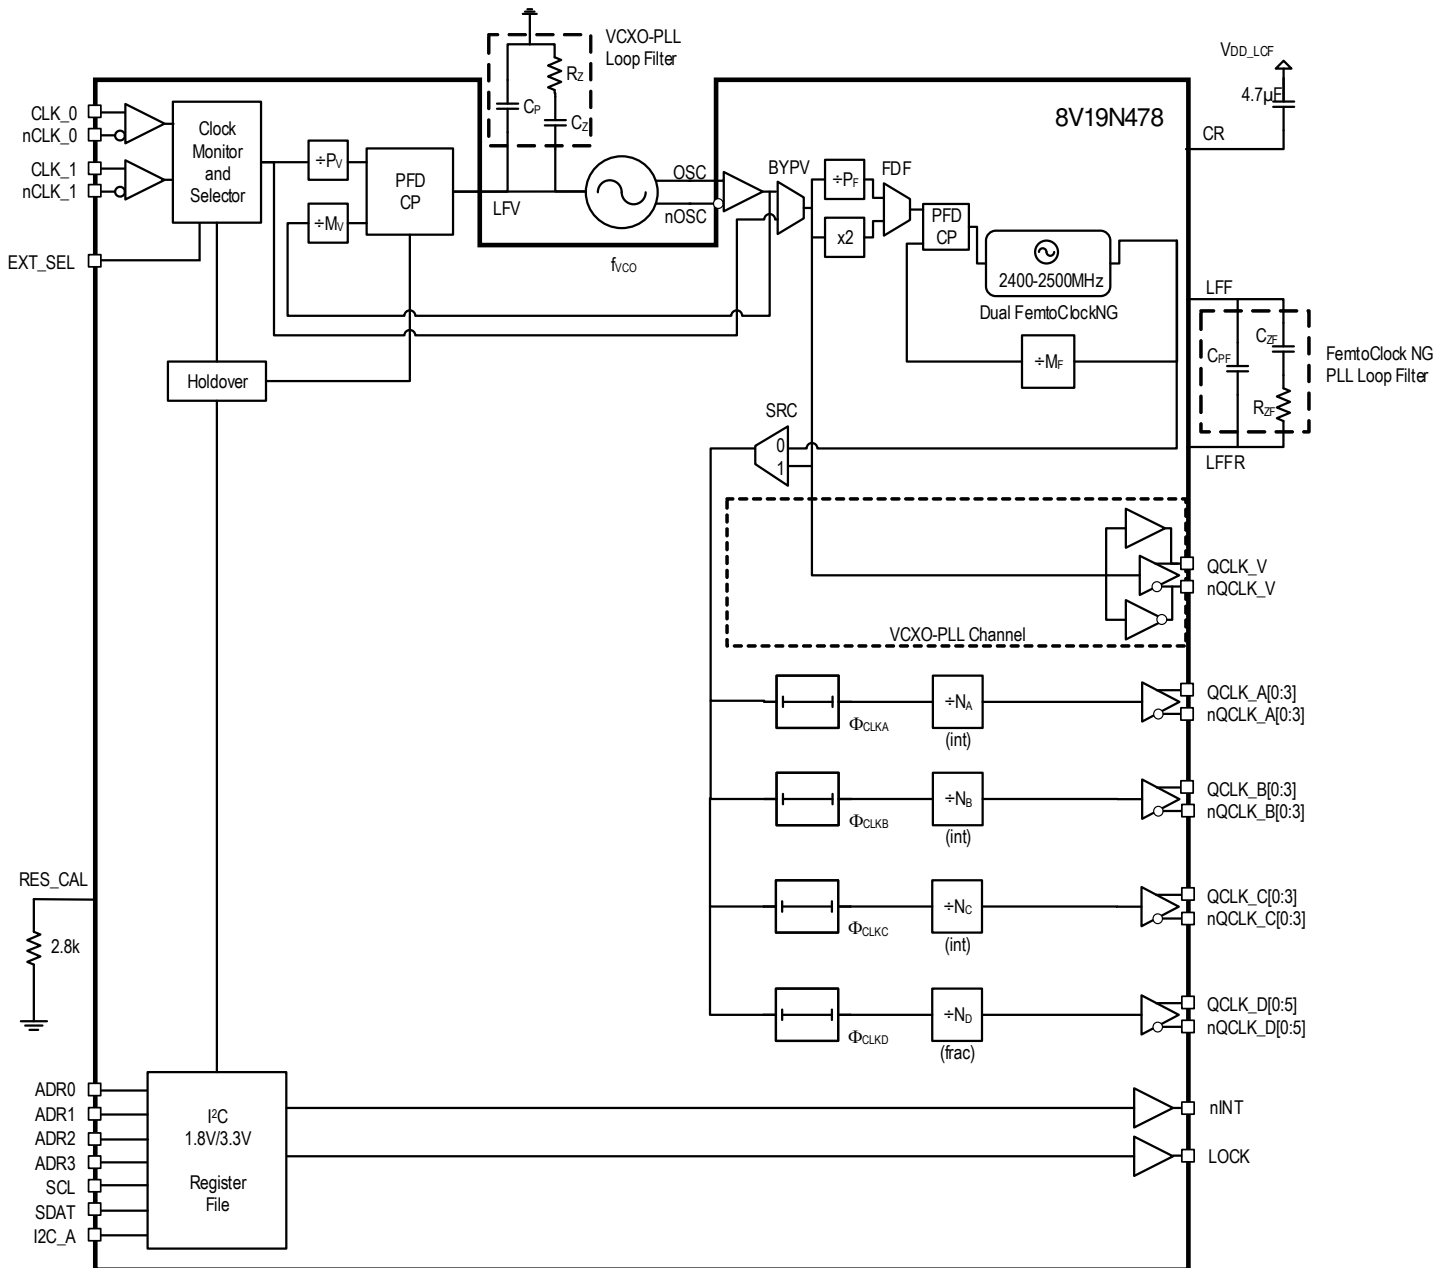 VCXO-PLL
Loop Filter
RZ
CP
CZ
VDD_LCF
4.7µF
CR
8V19N478
CLK_0
nCLK_0
CLK_1
nCLK_1
EXT_SEL
Clock
Monitor
and
Selector
÷PV
÷MV
PFD
CP
LFV
OSC
nOSC
fVCO
BYPV
÷PF
x2
FDF
PFD
CP
2400-2500MHz
Dual FemtoClockNG
÷MF
LFF
CPF
CZF
RZF
FemtoClock NG
PLL Loop Filter
LFFR
Holdover
SRC
0
1
QCLK_V
nQCLK_V
VCXO-PLL Channel
ΦCLKA
÷NA
(int)
QCLK_A[0:3]
nQCLK_A[0:3]
ΦCLKB
÷NB
(int)
QCLK_B[0:3]
nQCLK_B[0:3]
RES_CAL
2.8k
ΦCLKC
÷NC
(int)
QCLK_C[0:3]
nQCLK_C[0:3]
ΦCLKD
÷ND
(frac)
QCLK_D[0:5]
nQCLK_D[0:5]
ADR0
ADR1
ADR2
ADR3
SCL
SDAT
I2C_A
I²C
1.8V/3.3V
Register
File
nINT
LOCK